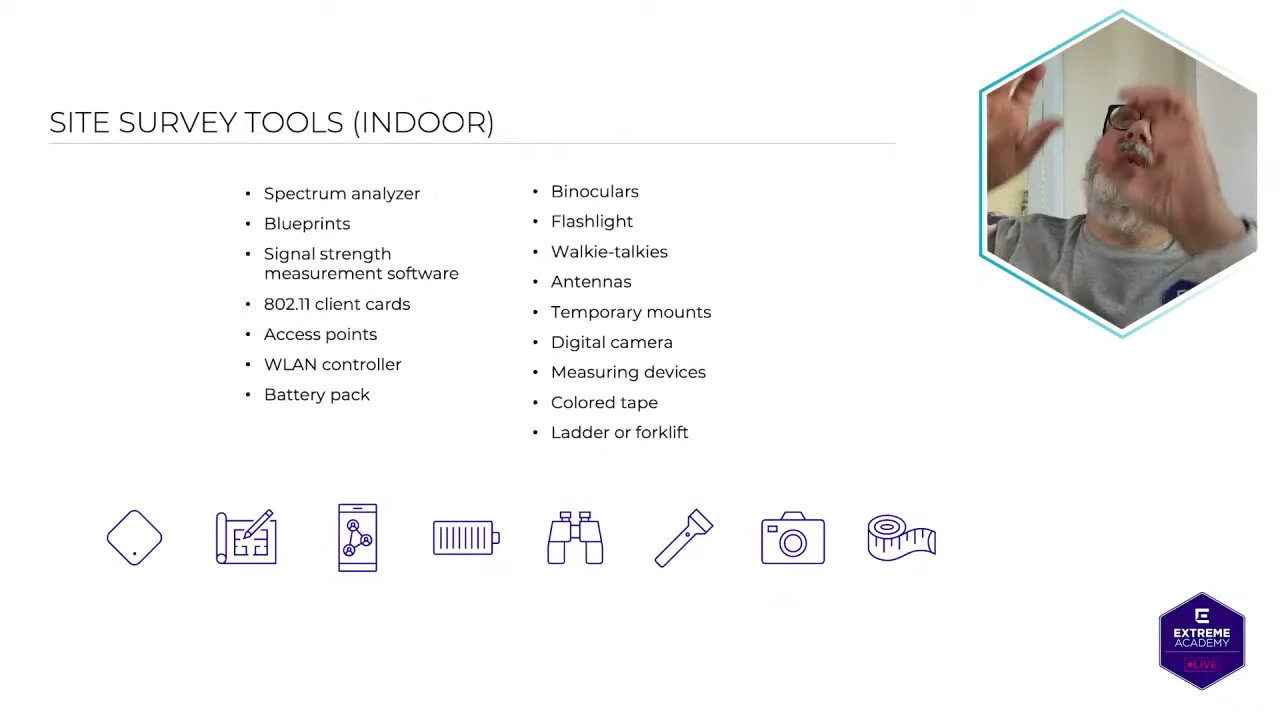 SITE SURVEY TOOLS (INDOOR)
• Spectrum analyzer
• Blueprints
• Signal strength
measurement software
• 802.11 client cards
• Access points
• WLAN controller
• Battery pack
• Binoculars
• Flashlight
• Walkie-talkies
• Antennas
• Temporary mounts
• Digital camera
• Measuring devices
• Colored tape
• Ladder or forklift
EXTREME
ACADEMY
LIVE